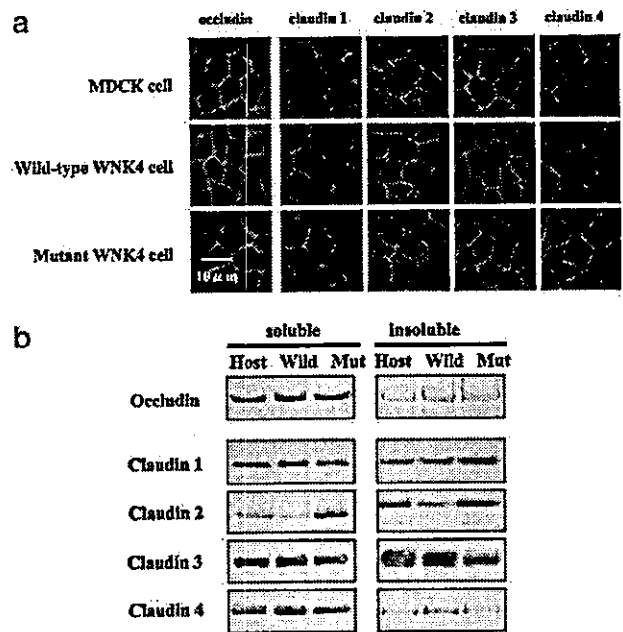 a
occludin claudin 1 claudin 2 claudin 3 claudin 4
MDCK cell
Wild-type WNK4 cell
Mutant WNK4 cell
10 μm
b
soluble insoluble
Host Wild Mut Host Wild Mut
Occludin
Claudin 1
Claudin 2
Claudin 3
Claudin 4